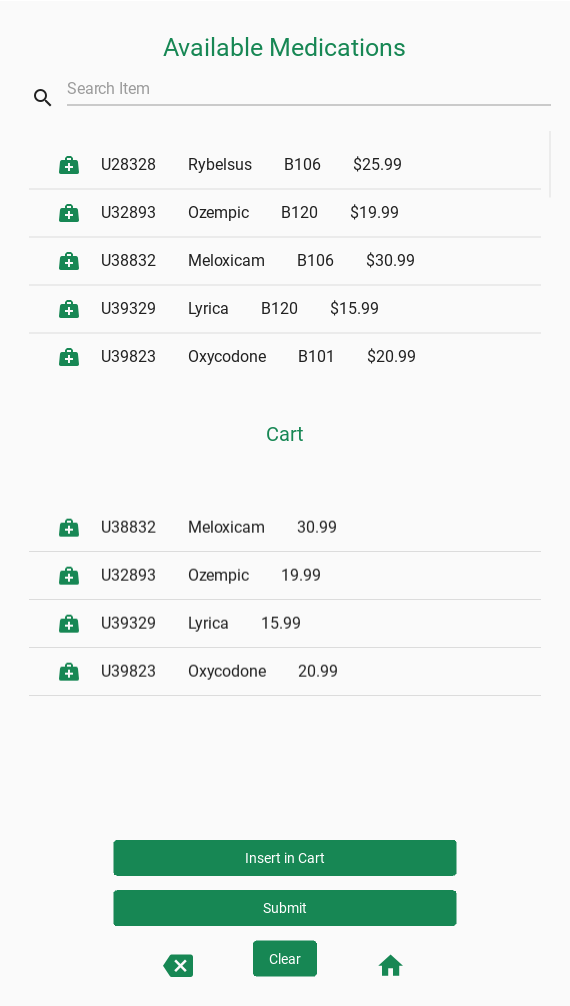 Available Medications
Search Item
U28328 Rybelsus B106 $25.99
U32893 Ozempic B120 $19.99
U38832 Meloxicam B106 $30.99
U39329 Lyrica B120 $15.99
U39823 Oxycodone B101 $20.99
Cart
U38832 Meloxicam 30.99
U32893 Ozempic 19.99
U39329 Lyrica 15.99
U39823 Oxycodone 20.99
Insert in Cart
Submit
Clear